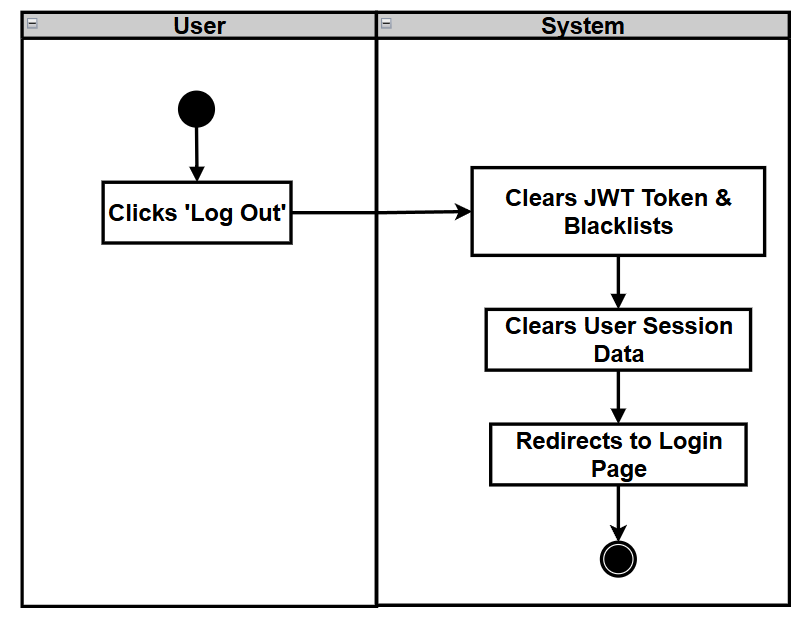 User
System
Clicks 'Log Out'
Clears JWT Token &
Blacklists
Clears User Session
Data
Redirects to Login
Page